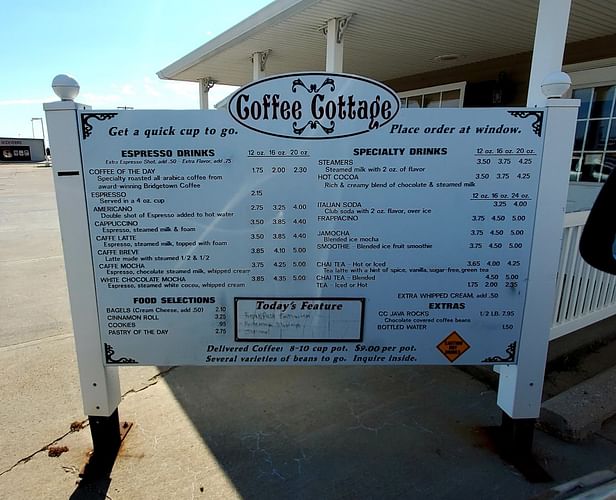 Coffee Cottage
Get a quick cup to go.
Place order at window.
ESPRESSO DRINKS 12 oz. 16 oz. 20 oz.
Extra Espresso Shot, add .50 - Extra Flavor, add .75
COFFEE OF THE DAY 1.75 2.00 2.30
Specialty roasted all-arabica coffee from
award-winning Bridgetown Coffee
ESPRESSO 2.15
Served in a 4 oz. cup
AMERICANO 2.75 3.25 4.00
Double shot of Espresso added to hot water
CAPPUCCINO 3.50 3.85 4.40
Espresso, steamed milk & foam
CAFFE LATTE 3.50 3.85 4.40
Espresso, steamed milk, topped with foam
CAFFE BREVE 3.85 4.10 5.00
Latte made with steamed 1/2 & 1/2
CAFFE MOCHA 3.75 4.25 5.00
Espresso, chocolate steamed milk, whipped cream
WHITE CHOCOLATE MOCHA 3.85 4.35 5.00
Espresso, steamed white cocoa, whipped cream
FOOD SELECTIONS
BAGELS (Cream Cheese, add .50) 2.10
CINNAMON ROLL 3.25
COOKIES .95
PASTRY OF THE DAY 2.75
Today's Feature
SPECIALTY DRINKS 12 oz. 16 oz. 20 oz.
STEAMERS 3.50 3.75 4.25
Steamed milk with 2 oz. of flavor
HOT COCOA 3.50 3.75 4.25
Rich & creamy blend of chocolate & steamed milk
12 oz. 16 oz. 24 oz.
ITALIAN SODA 3.25 4.00
Club soda with 2 oz. flavor, over ice
FRAPPACINO 3.75 4.50 5.00
JAMOCHA 3.75 4.50 5.00
Blended ice mocha
SMOOTHIE - Blended ice fruit smoothie 3.75 4.50 5.00
CHAI TEA - Hot or Iced 3.65 4.00 4.25
Tea latte with a hint of spice, vanilla, sugar-free, green tea
CHAI TEA - Blended 4.50 5.00
TEA - Iced or Hot 1.75 2.00 2.35
EXTRA WHIPPED CREAM, add .50
EXTRAS
CC JAVA ROCKS 1/2 LB. 7.95
Chocolate covered coffee beans
BOTTLED WATER 1.50
CAUTION
HOT
DRINKS
Delivered Coffee: 8-10 cup pot. $9.00 per pot.
Several varieties of beans to go. Inquire inside.